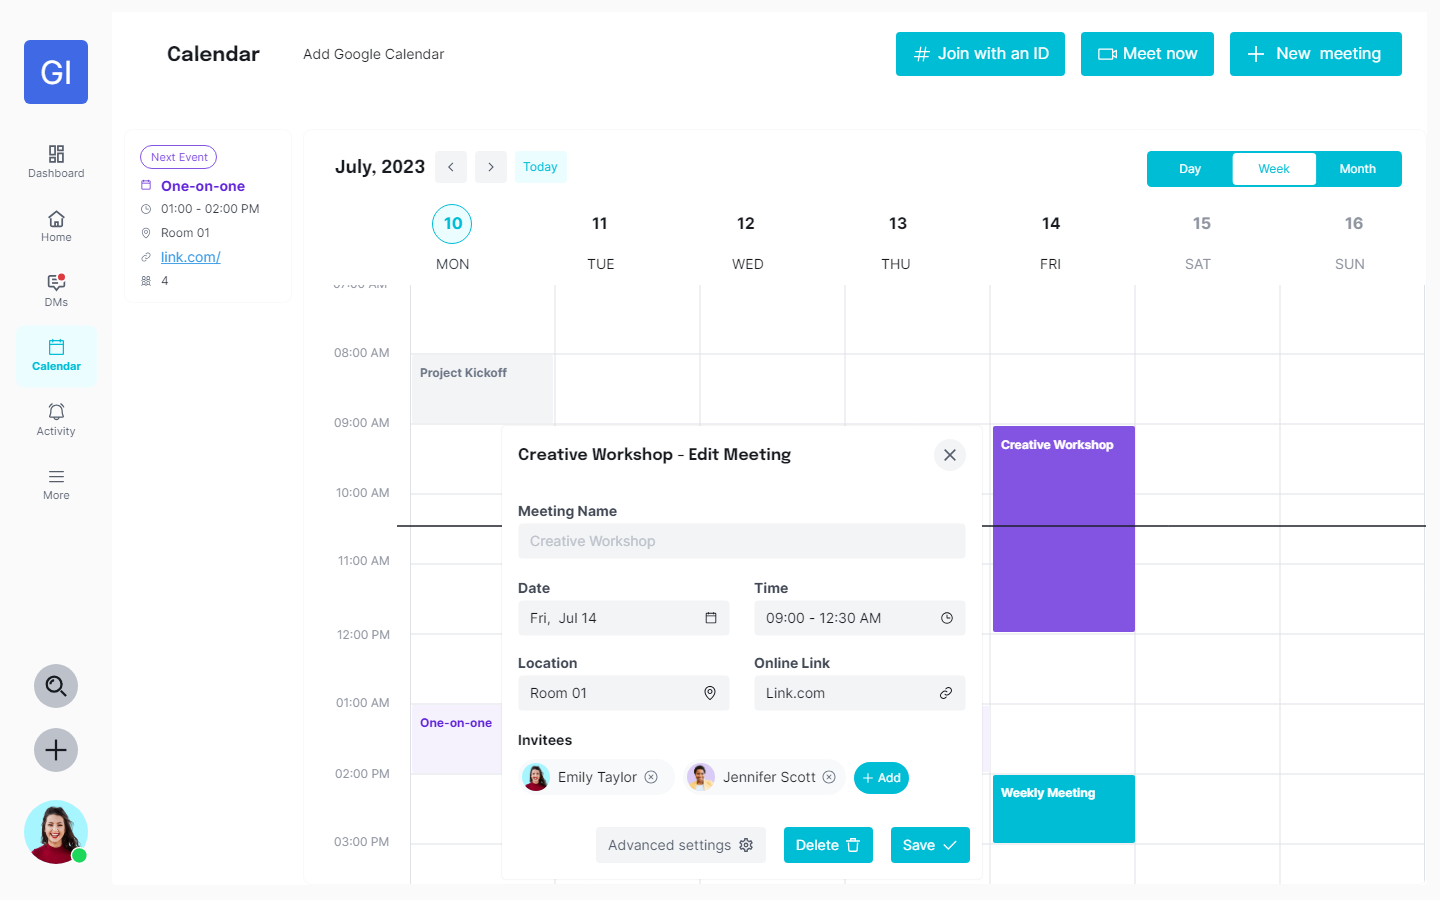 GI
Calendar
Add Google Calendar
Join with an ID
Meet now
New meeting
Dashboard
Home
DMs
Calendar
Activity
More
Next Event
One-on-one
01:00 - 02:00 PM
Room 01
link.com/
4
July, 2023
Today
Day
Week
Month
10
11
12
13
14
15
16
MON
TUE
WED
THU
FRI
SAT
SUN
07:00 AM
08:00 AM
Project Kickoff
09:00 AM
Creative Workshop
10:00 AM
11:00 AM
12:00 PM
01:00 AM
One-on-one
02:00 PM
Weekly Meeting
03:00 PM
Creative Workshop - Edit Meeting
Meeting Name
Creative Workshop
Date
Time
Fri, Jul 14
09:00 - 12:30 AM
Location
Online Link
Room 01
Link.com
Invitees
Emily Taylor
Jennifer Scott
Add
Advanced settings
Delete
Save